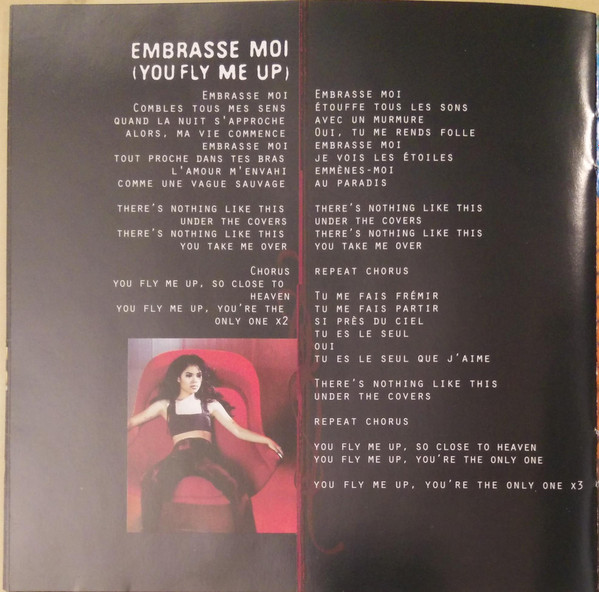 EMBRASSE MOI
(YOU FLY ME UP)
EMBRASSE MOI
COMBLES TOUS MES SENS
QUAND LA NUIT S'APPROCHE
ALORS, MA VIE COMMENCE
EMBRASSE MOI
TOUT PROCHE DANS TES BRAS
L'AMOUR M'ENVAHI
COMME UNE VAGUE SAUVAGE
THERE'S NOTHING LIKE THIS
UNDER THE COVERS
THERE'S NOTHING LIKE THIS
YOU TAKE ME OVER
CHORUS
YOU FLY ME UP, SO CLOSE TO
HEAVEN
YOU FLY ME UP, YOU'RE THE
ONLY ONE X2
EMBRASSE MOI
ÉTOUFFE TOUS LES SONS
AVEC UN MURMURE
OUI, TU ME RENDS FOLLE
EMBRASSE MOI
JE VOIS LES ÉTOILES
EMMÈNES-MOI
AU PARADIS
THERE'S NOTHING LIKE THIS
UNDER THE COVERS
THERE'S NOTHING LIKE THIS
YOU TAKE ME OVER
REPEAT CHORUS
TU ME FAIS FRÉMIR
TU ME FAIS PARTIR
SI PRÈS DU CIEL
TU ES LE SEUL
OUI
TU ES LE SEUL QUE J'AIME
THERE'S NOTHING LIKE THIS
UNDER THE COVERS
REPEAT CHORUS
YOU FLY ME UP, SO CLOSE TO HEAVEN
YOU FLY ME UP, YOU'RE THE ONLY ONE
YOU FLY ME UP, YOU'RE THE ONLY ONE X3